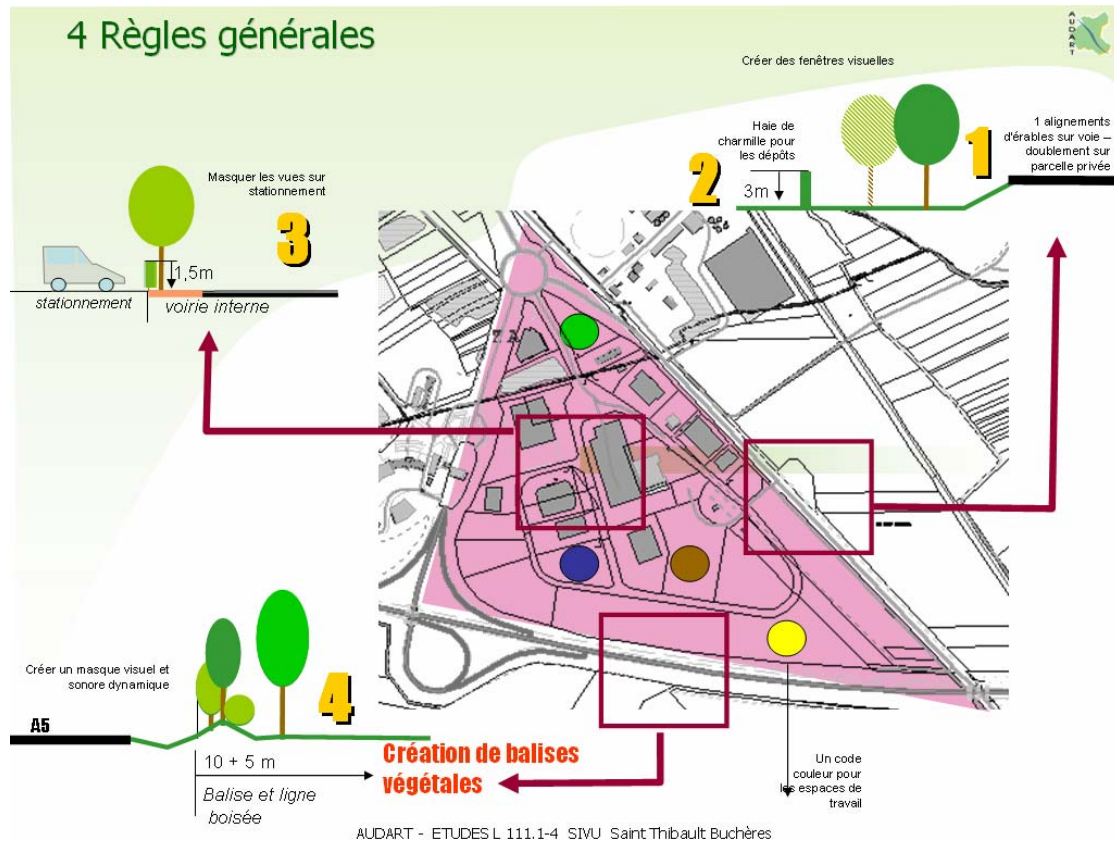 4 Règles générales
AUDART
Créer des fenêtres visuelles
Haie de
charmille pour
les dépôts
1 alignements
d'érables sur voie –
doublement sur
parcelle privée
1
2
3m
Masquer les vues sur
stationnement
3
1,5m
stationnement
voirie interne
Z A
Créer un masque visuel et
sonore dynamique
4
A5
10 + 5 m
Balise et ligne
boisée
Création de balises
végétales
Un code
couleur pour
les espaces de
travail
AUDART - ETUDES L 111.1-4 SIVU Saint Thibault Buchères